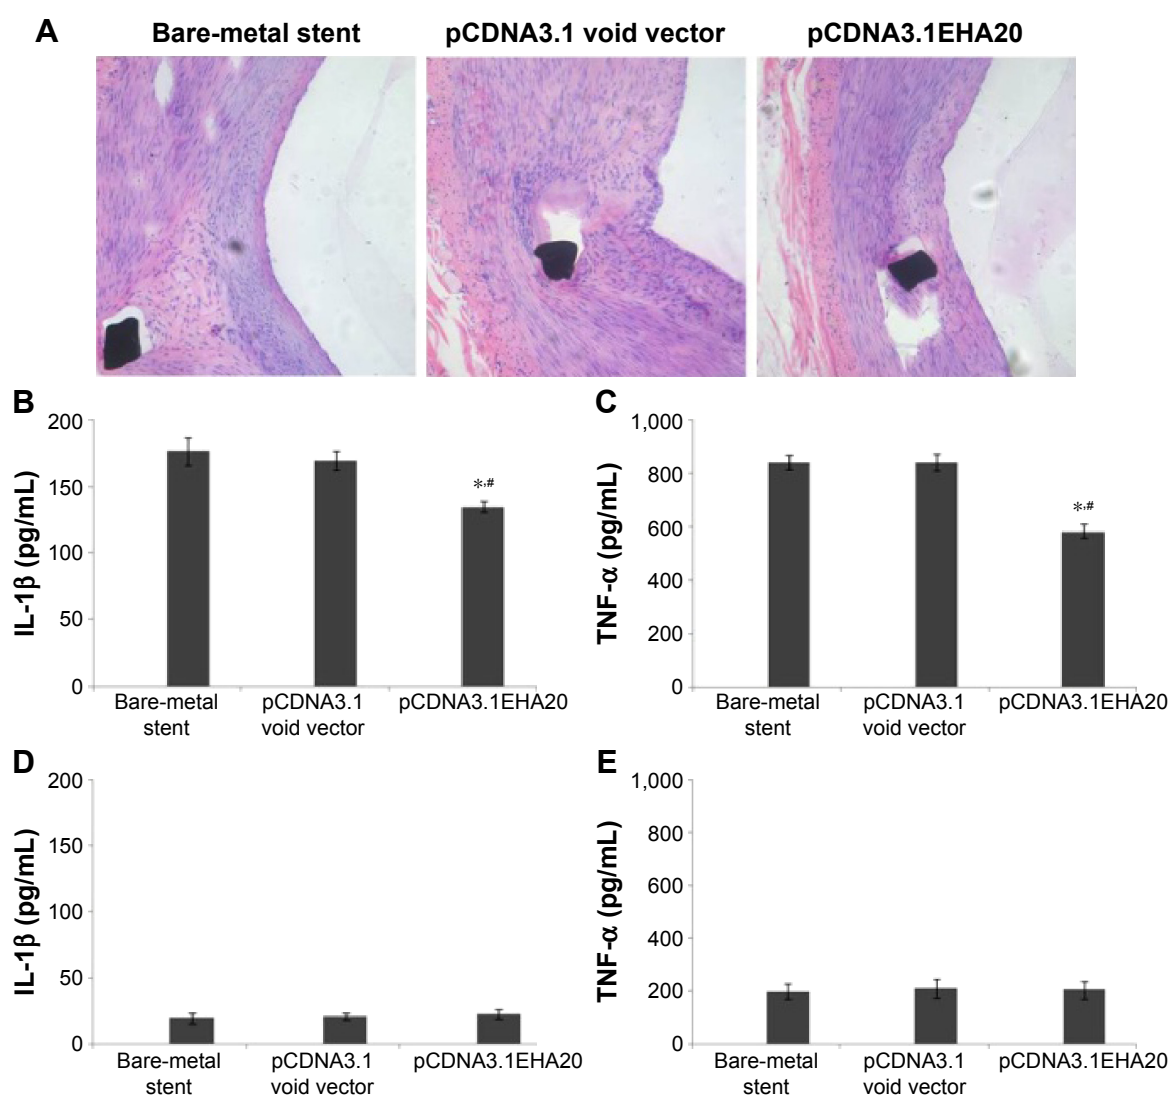 A
Bare-metal stent
pCDNA3.1 void vector
pCDNA3.1EHA20
B
200
150
100
50
0
IL-1β (pg/mL)
*,#
Bare-metal
stent
pCDNA3.1
void vector
pCDNA3.1EHA20
C
1,000
800
600
400
200
0
TNF-α (pg/mL)
*,#
Bare-metal
stent
pCDNA3.1
void vector
pCDNA3.1EHA20
D
200
150
100
50
0
IL-1β (pg/mL)
Bare-metal
stent
pCDNA3.1
void vector
pCDNA3.1EHA20
E
1,000
800
600
400
200
0
TNF-α (pg/mL)
Bare-metal
stent
pCDNA3.1
void vector
pCDNA3.1EHA20